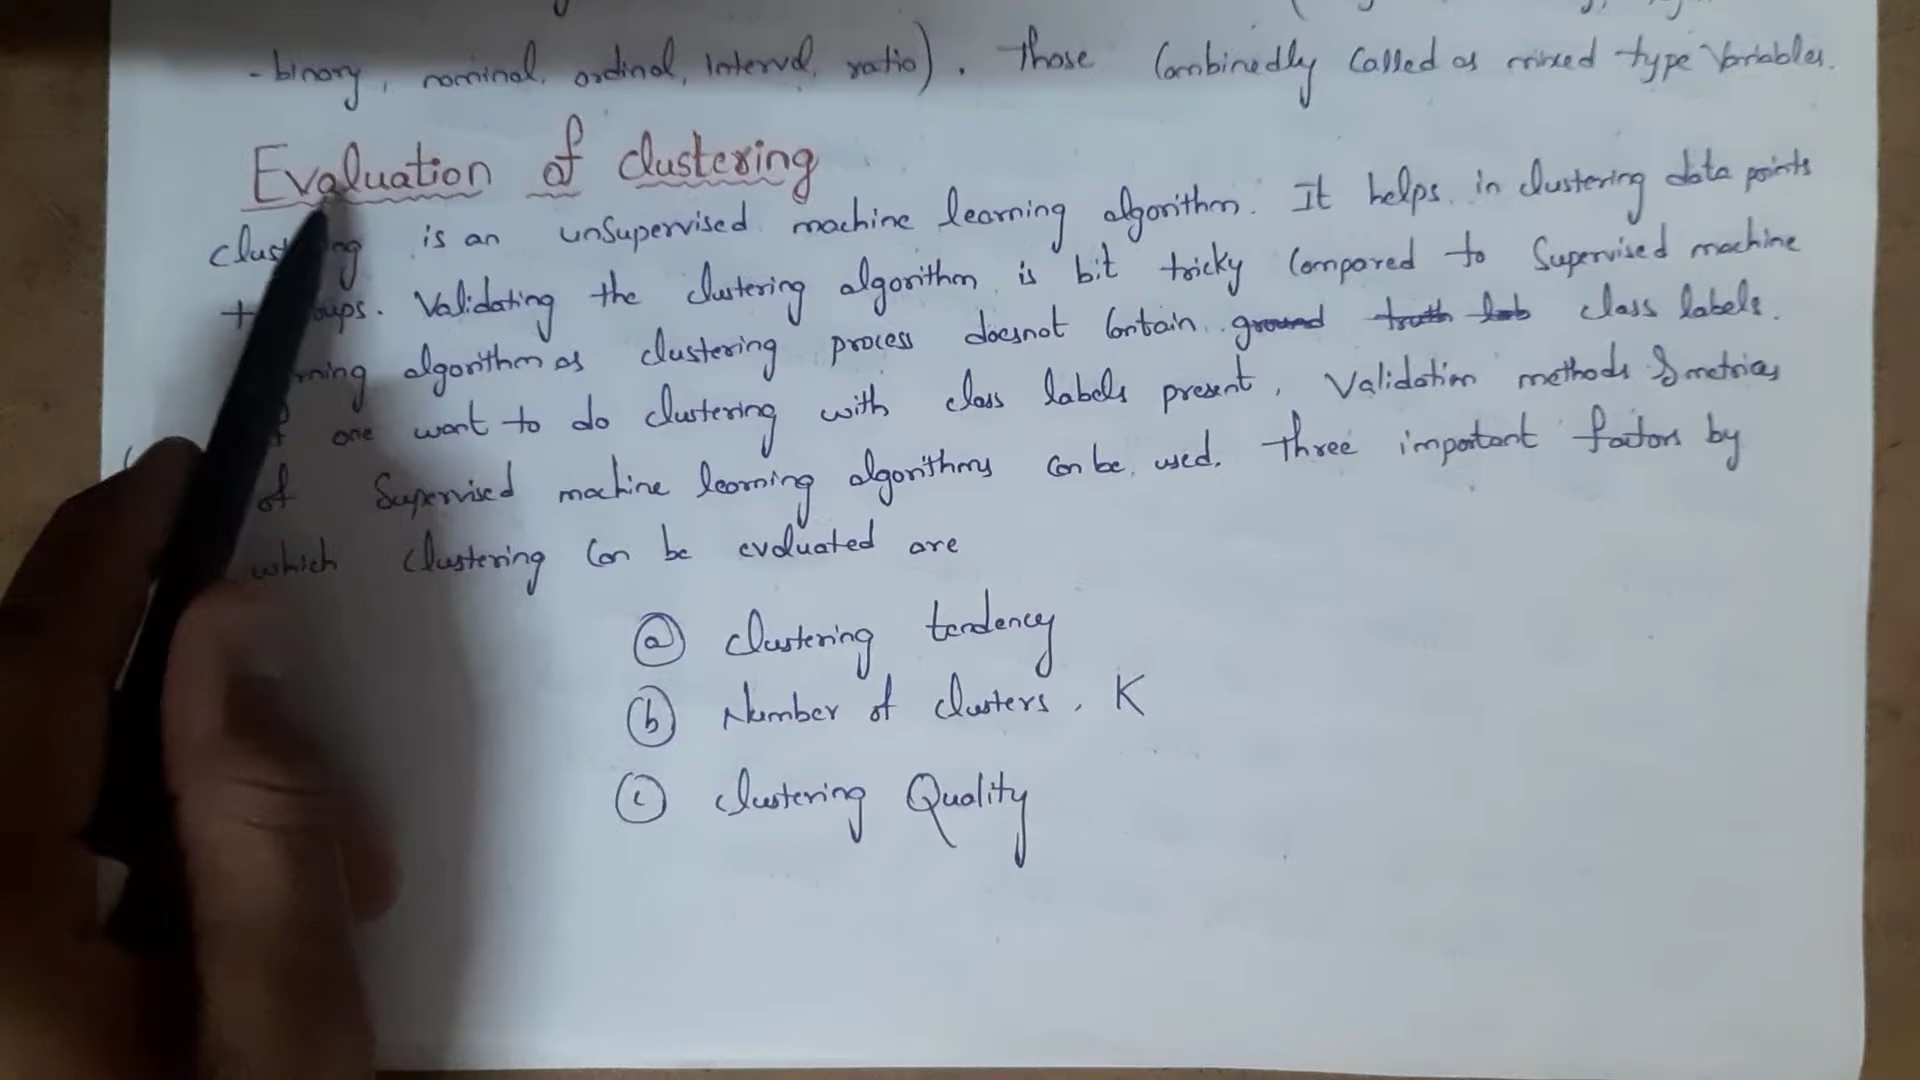 -binary, nominal, ordinal, interval, ratio). Those Combinedly Called as mixed type Variables.
Evaluation of clustering
clustering is an unsupervised machine learning algorithm. It helps in clustering data points
Validating the clustering algorithm is bit tricky Compared to Supervised machine
algorithm as clustering process doesnot Contain ground truth lab class labels.
one want to do clustering with class labels present, Validation methods & metrics
of Supervised machine learning algorithms Can be used. Three important factors by
which Clustering Can be evaluated are
(a) clustering tendency
(b) Number of clusters, K
(c) clustering Quality